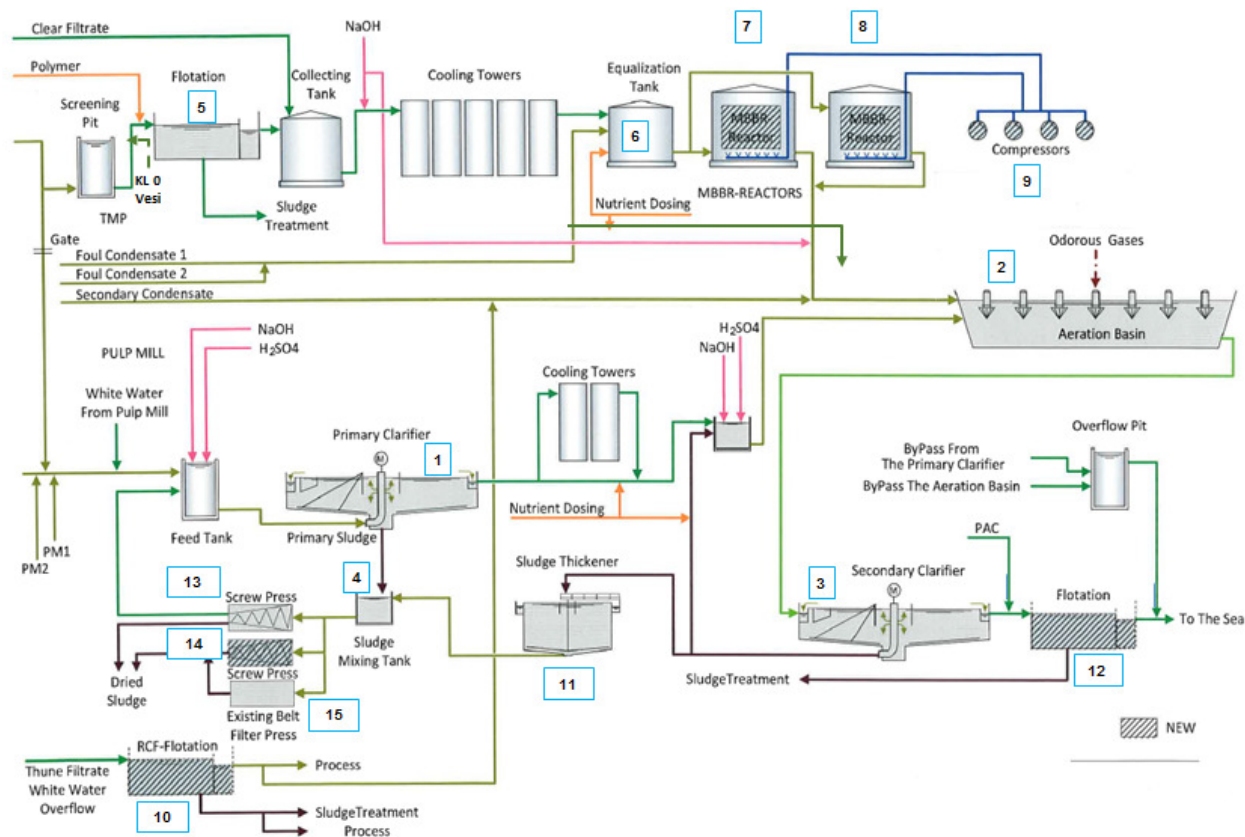 Clear Filtrate
NaOH
7
8
Polymer
Flotation
5
Collecting
Tank
Cooling Towers
Equalization
Tank
6
Screening
Pit
MBBR
Reactor
MBBR-
Reactor
Compressors
9
KL 0
Vesi
TMP
Sludge
Treatment
MBBR-REACTORS
Nutrient Dosing
Gate
Foul Condensate 1
Foul Condensate 2
Secondary Condensate
Odorous Gases
2
Aeration Basin
NaOH
H2SO4
PULP MILL
White Water
From Pulp Mill
H2SO4
NaOH
Cooling Towers
Primary Clarifier
M
1
Overflow Pit
ByPass From
The Primary Clarifier
ByPass The Aeration Basin
Feed Tank
Primary Sludge
Nutrient Dosing
PM1
PM2
PAC
Sludge Thickener
Secondary Clarifier
M
3
Flotation
To The Sea
13
Screw Press
4
Sludge
Mixing Tank
14
Screw Press
Dried
Sludge
11
SludgeTreatment
12
15
Existing Belt
Filter Press
RCF-Flotation
Process
Thune Filtrate
White Water
Overflow
10
SludgeTreatment
Process
NEW